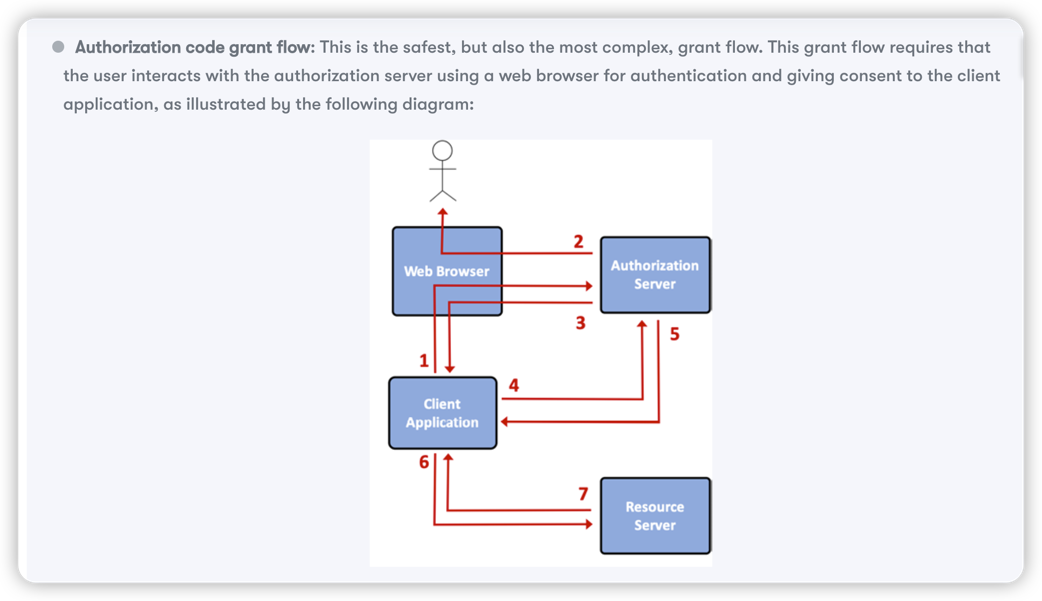 Authorization code grant flow: This is the safest, but also the most complex, grant flow. This grant flow requires that
the user interacts with the authorization server using a web browser for authentication and giving consent to the client
application, as illustrated by the following diagram:
2
Web Browser
Authorization
Server
3
5
1
4
Client
Application
6
7
Resource
Server